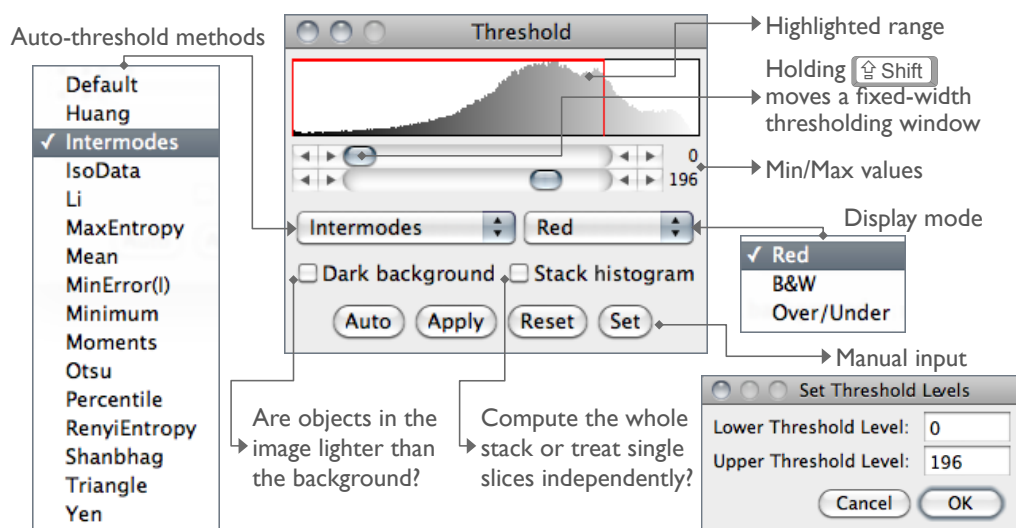 Auto-threshold methods
Default
Huang
✓ Intermodes
IsoData
Li
MaxEntropy
Mean
MinError(I)
Minimum
Moments
Otsu
Percentile
RenyiEntropy
Shanbhag
Triangle
Yen
Threshold
0
196
Intermodes
Red
Dark background
Stack histogram
Auto
Apply
Reset
Set
Highlighted range
Holding ⇧ Shift
moves a fixed-width
thresholding window
Min/Max values
Display mode
✓ Red
B&W
Over/Under
Manual input
Are objects in the
image lighter than
the background?
Compute the whole
stack or treat single
slices independently?
Set Threshold Levels
Lower Threshold Level: 0
Upper Threshold Level: 196
Cancel
OK